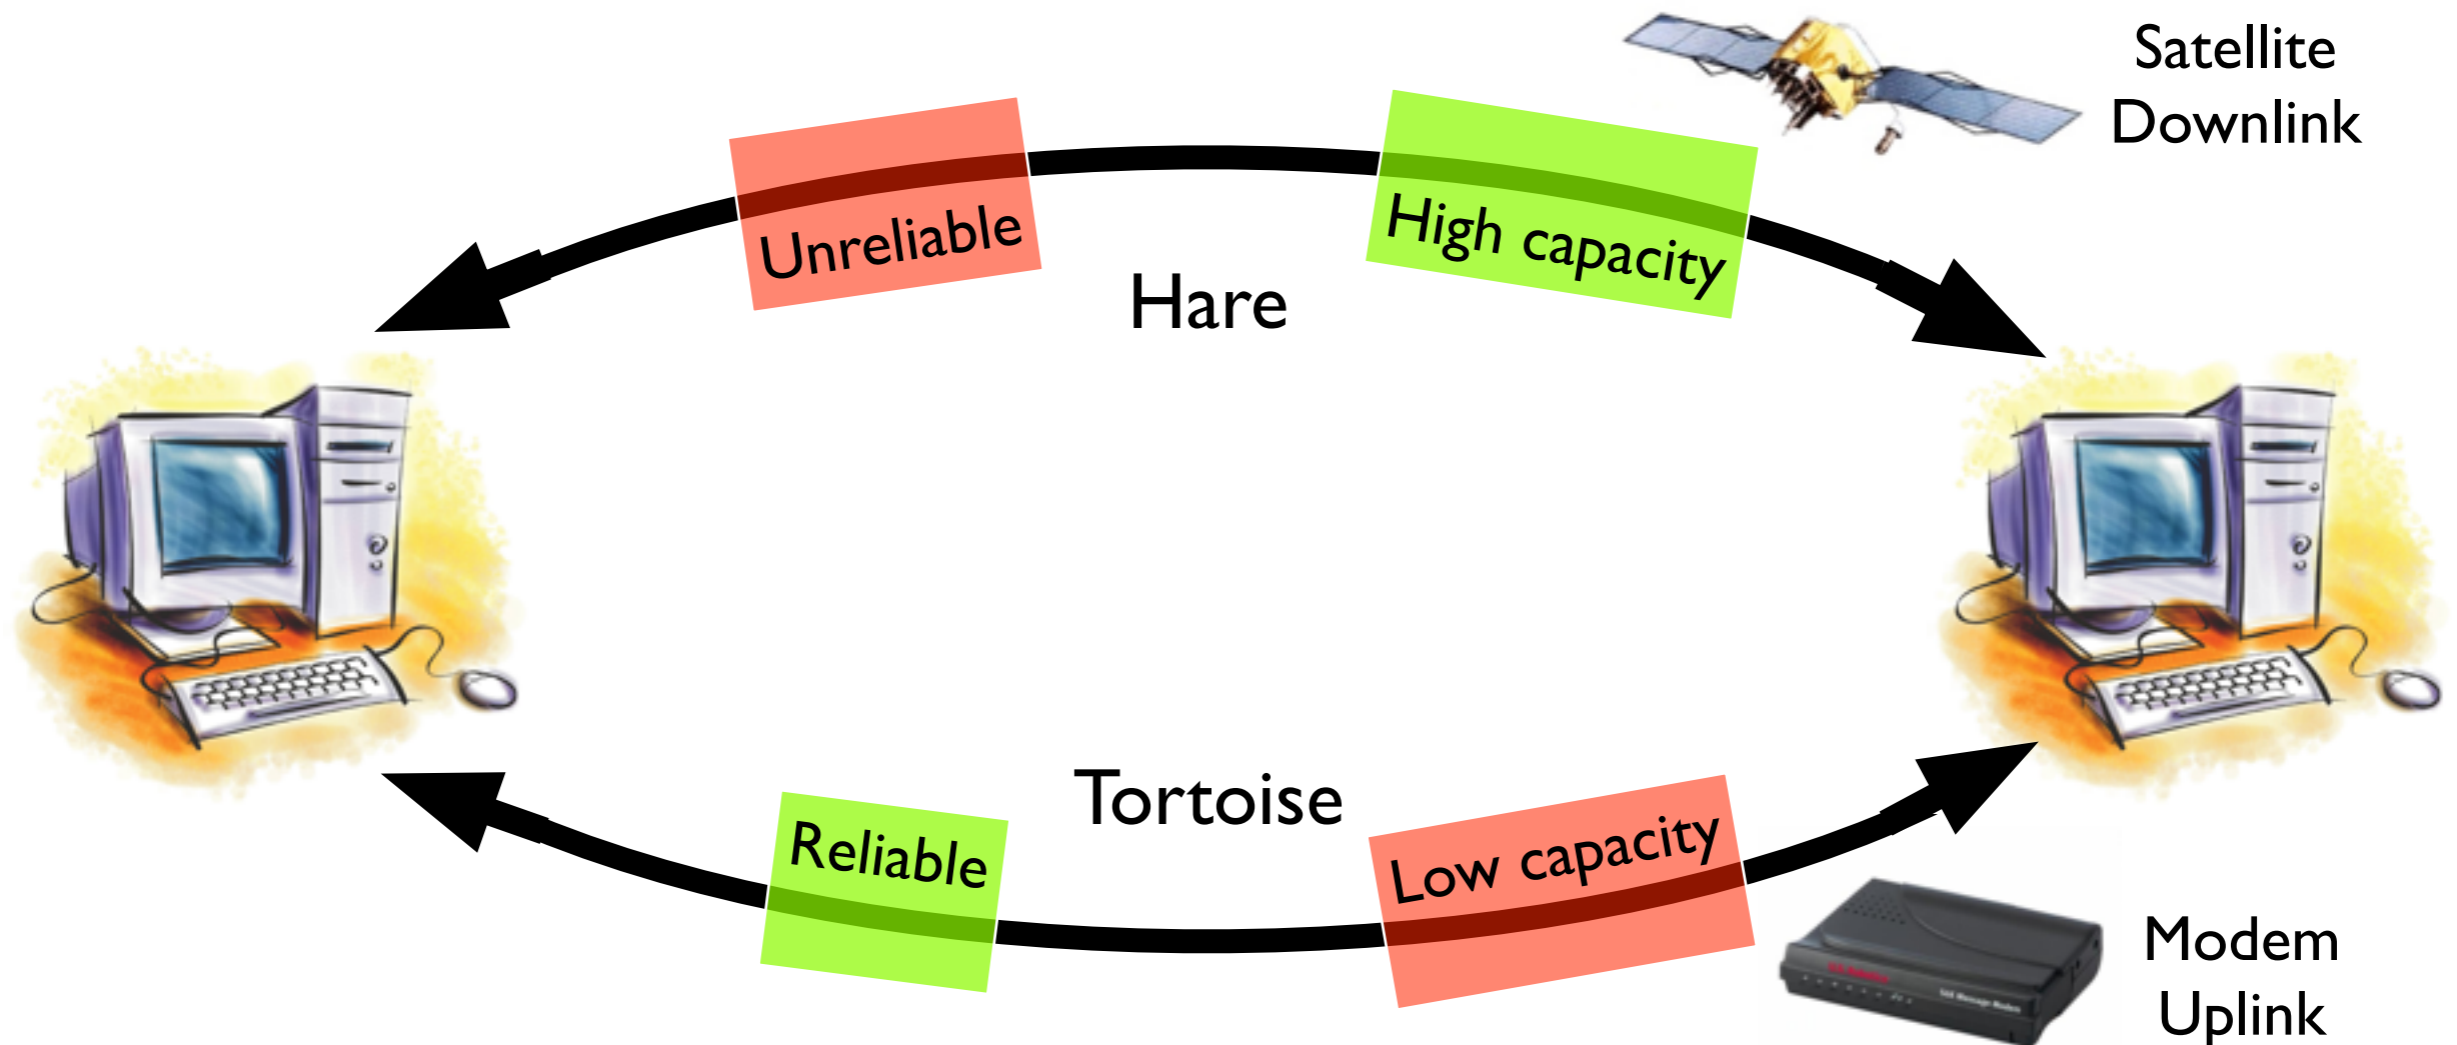 Satellite
Downlink
Unreliable
High capacity
Hare
Tortoise
Reliable
Low capacity
Modem
Uplink